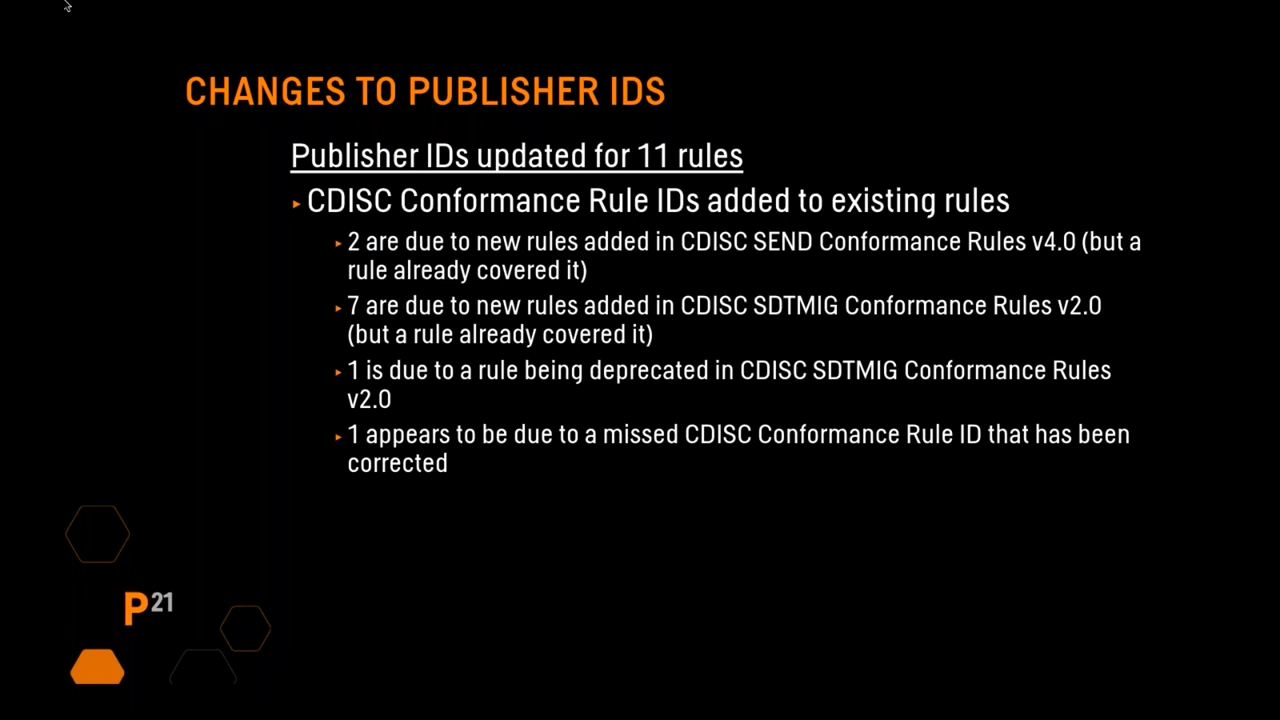 CHANGES TO PUBLISHER IDS
Publisher IDs updated for 11 rules
CDISC Conformance Rule IDs added to existing rules
2 are due to new rules added in CDISC SEND Conformance Rules v4.0 (but a
rule already covered it)
7 are due to new rules added in CDISC SDTMIG Conformance Rules v2.0
(but a rule already covered it)
1 is due to a rule being deprecated in CDISC SDTMIG Conformance Rules
v2.0
1 appears to be due to a missed CDISC Conformance Rule ID that has been
corrected
P21